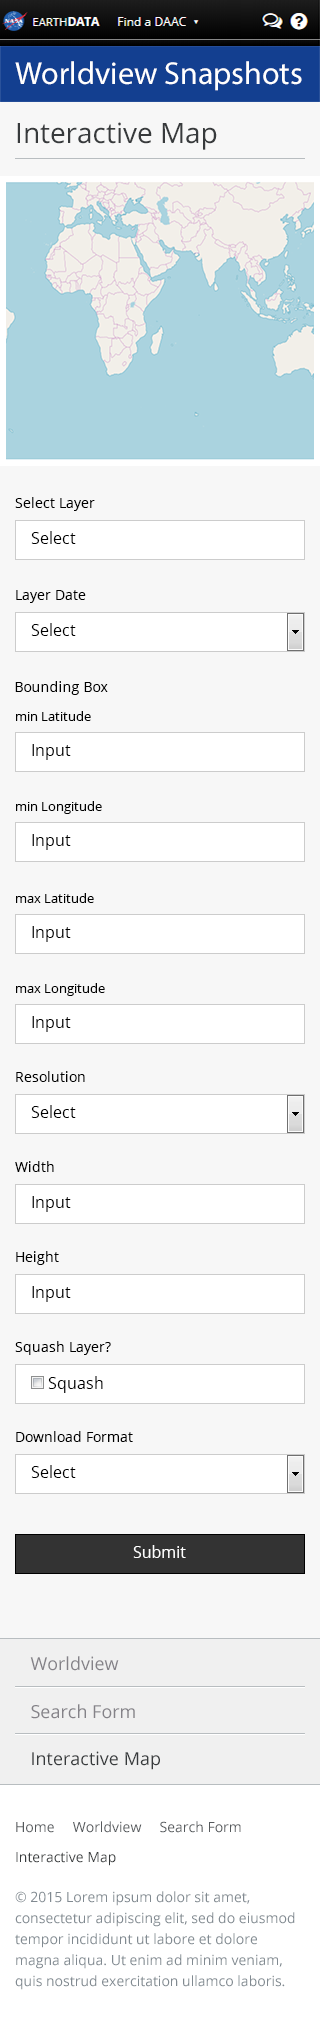 NASA EARTHDATA Find a DAAC ?
Worldview Snapshots
Interactive Map
Select Layer
Select
Layer Date
Select
Bounding Box
min Latitude
Input
min Longitude
Input
max Latitude
Input
max Longitude
Input
Resolution
Select
Width
Input
Height
Input
Squash Layer?
Squash
Download Format
Select
Submit
Worldview
Search Form
Interactive Map
Home Worldview Search Form
Interactive Map
© 2015 Lorem ipsum dolor sit amet,
consectetur adipiscing elit, sed do eiusmod
tempor incididunt ut labore et dolore
magna aliqua. Ut enim ad minim veniam,
quis nostrud exercitation ullamco laboris.